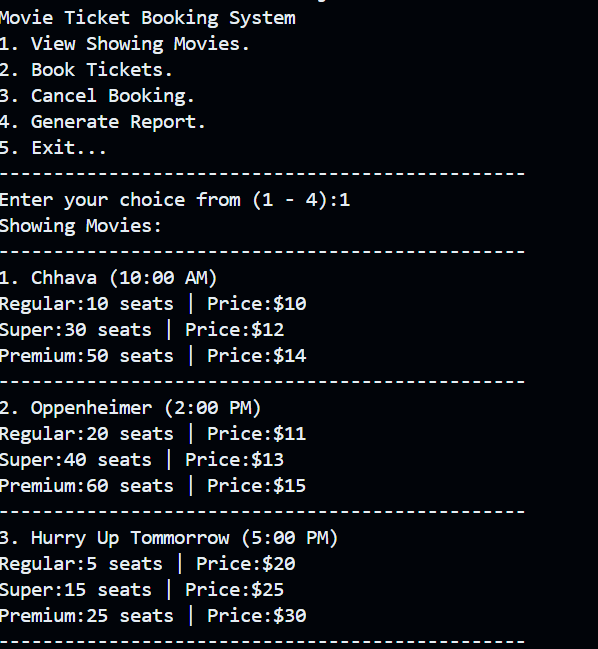 Movie Ticket Booking System
1. View Showing Movies.
2. Book Tickets.
3. Cancel Booking.
4. Generate Report.
5. Exit...
------------------------------------------------
Enter your choice from (1 - 4):1
Showing Movies:
------------------------------------------------
1. Chhava (10:00 AM)
Regular:10 seats | Price:$10
Super:30 seats | Price:$12
Premium:50 seats | Price:$14
------------------------------------------------
2. Oppenheimer (2:00 PM)
Regular:20 seats | Price:$11
Super:40 seats | Price:$13
Premium:60 seats | Price:$15
------------------------------------------------
3. Hurry Up Tommorrow (5:00 PM)
Regular:5 seats | Price:$20
Super:15 seats | Price:$25
Premium:25 seats | Price:$30
------------------------------------------------